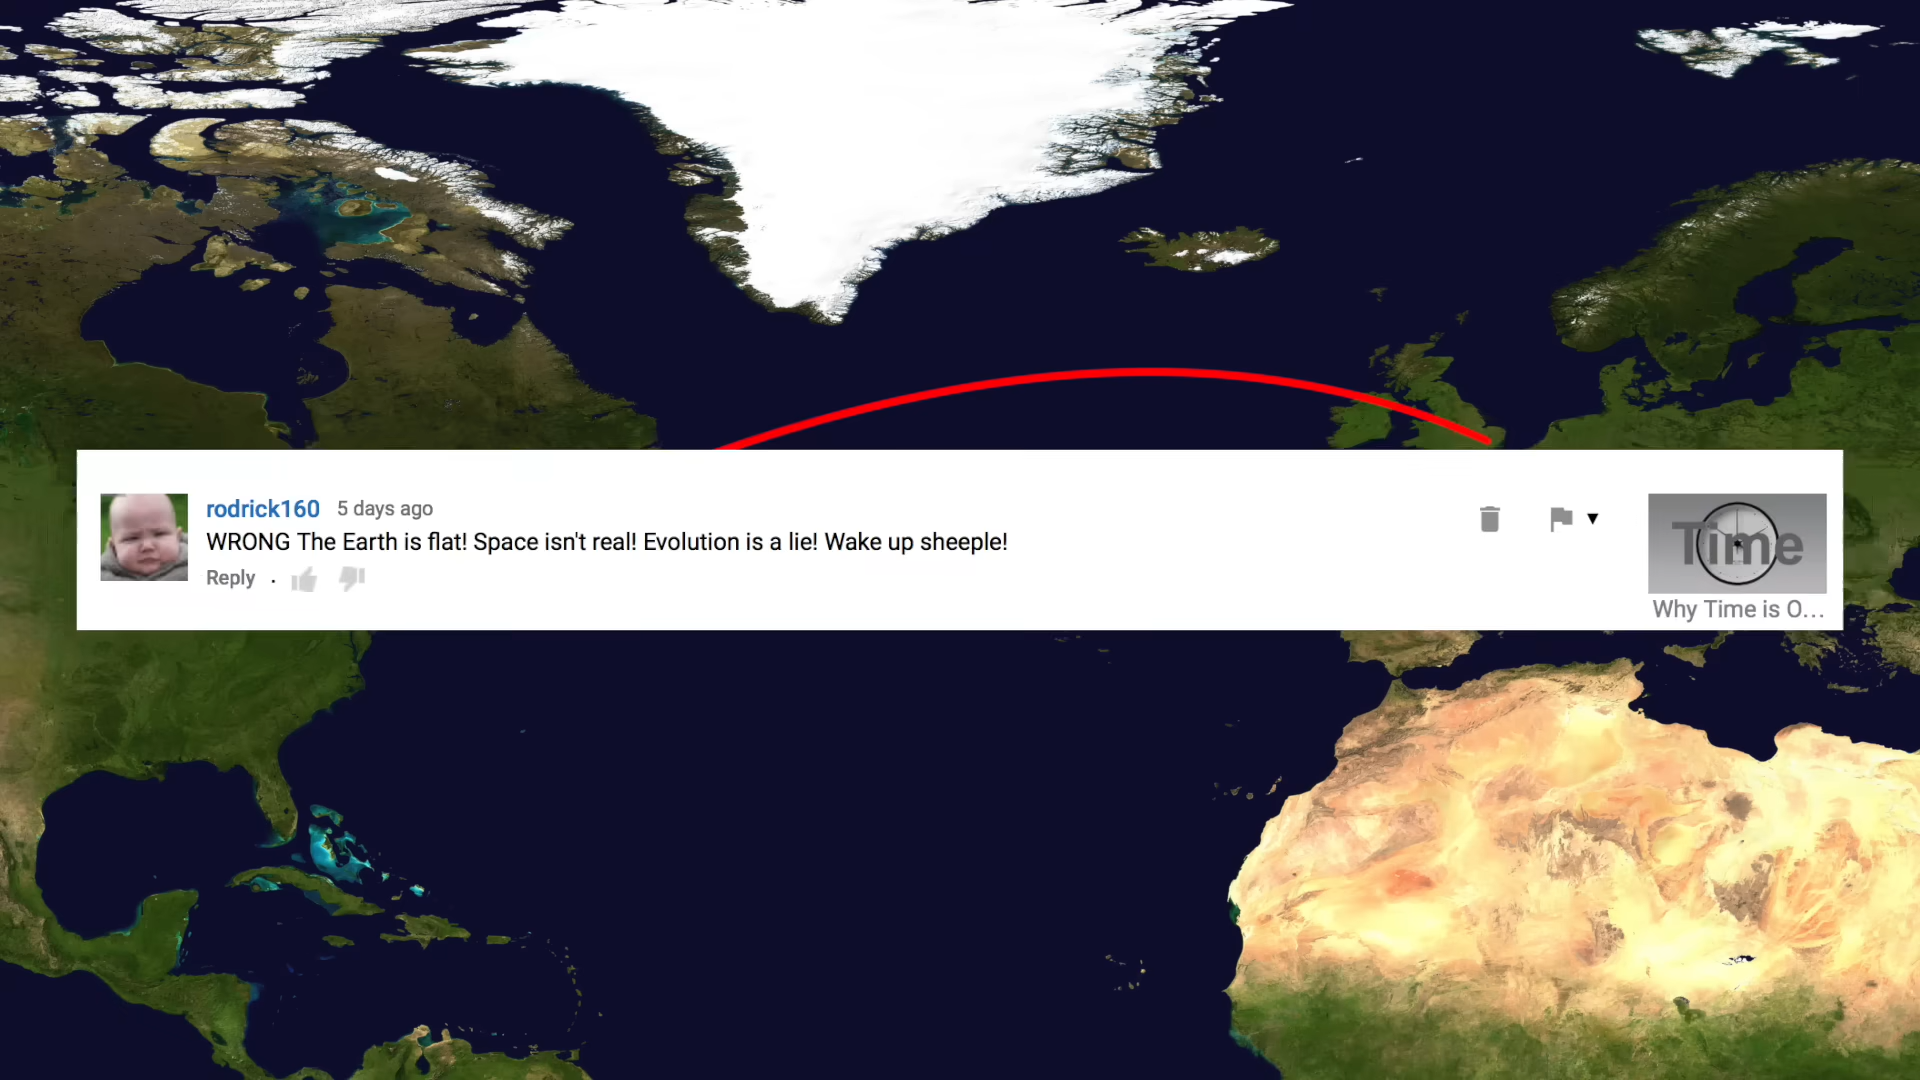 rodrick160 5 days ago
WRONG The Earth is flat! Space isn't real! Evolution is a lie! Wake up sheeple!
Reply .
Time
Why Time is O...